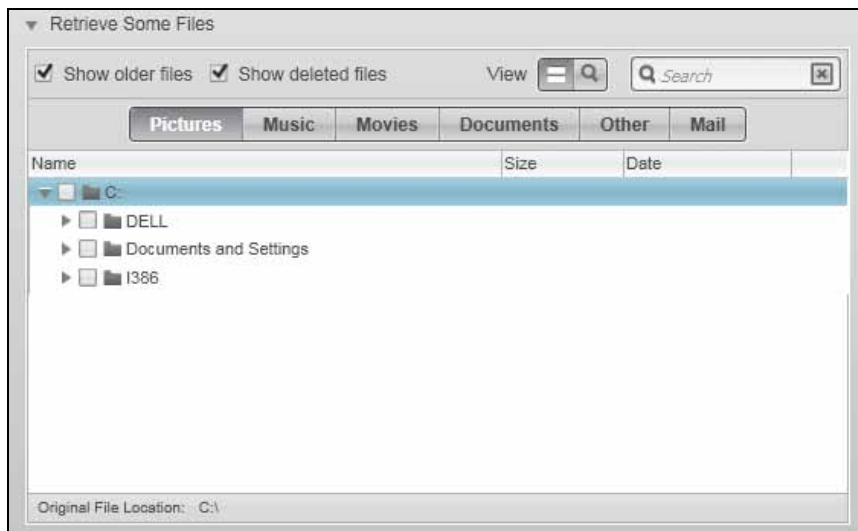 Retrieve Some Files
Show older files Show deleted files View Search
Pictures Music Movies Documents Other Mail
Name Size Date
C:
DELL
Documents and Settings
I386
Original File Location: C:\